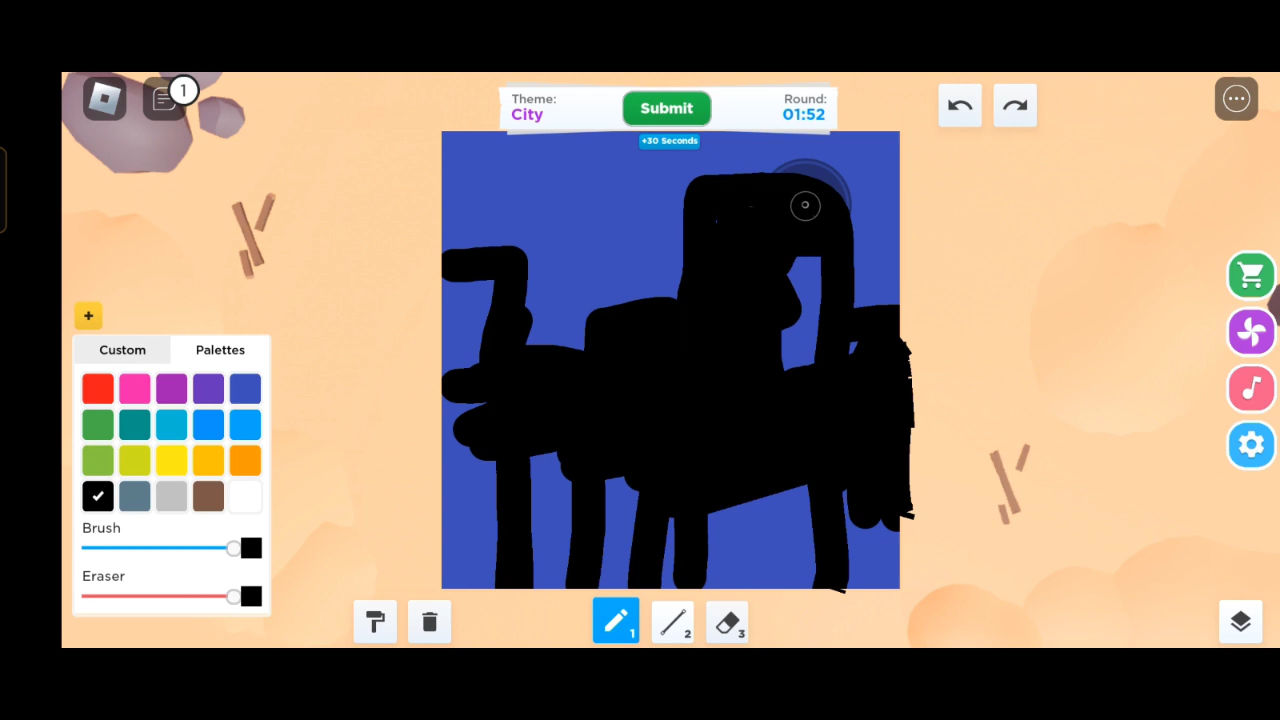 1
Theme:
City
Submit
Round:
01:52
+30 Seconds
+
Custom
Palettes
Brush
Eraser
1
2
3